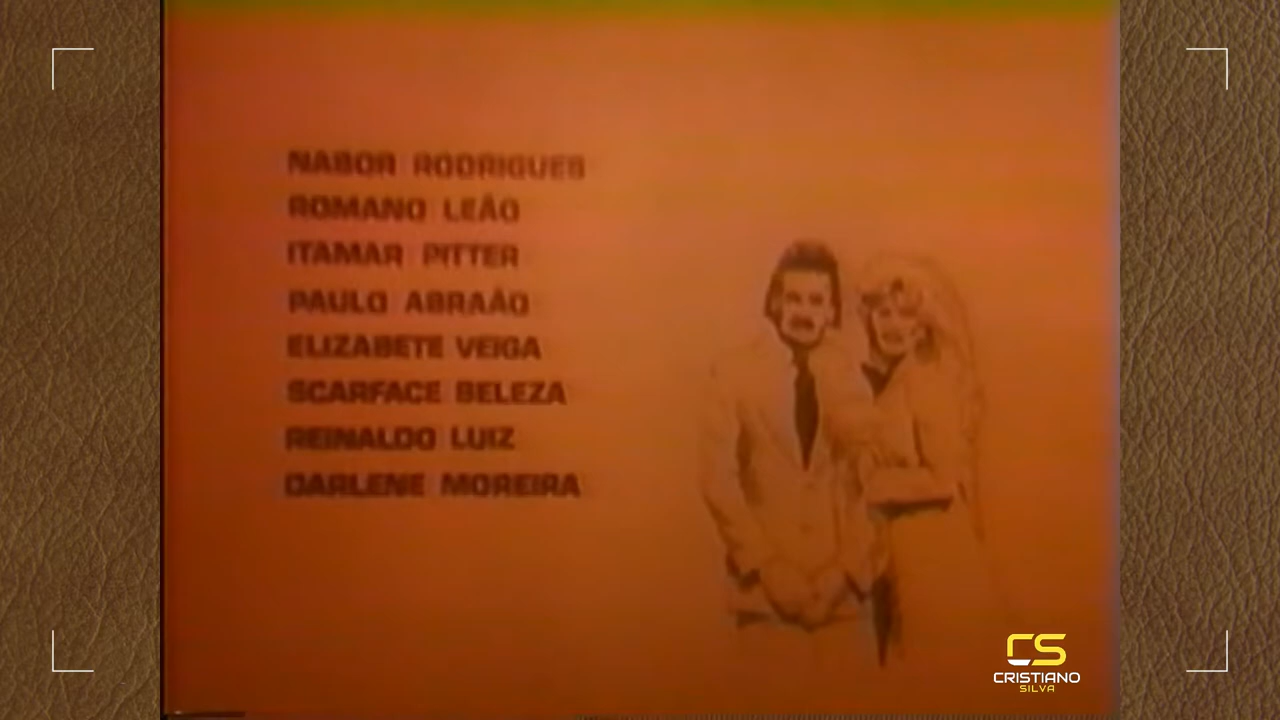 NABOR RODRIGUES
ROMANO LEÃO
ITAMAR PITTER
PAULO ABRAÃO
ELIZABETE VEIGA
SCARFACE BELEZA
REINALDO LUIZ
DARLENE MOREIRA
CS
CRISTIANO
SILVA